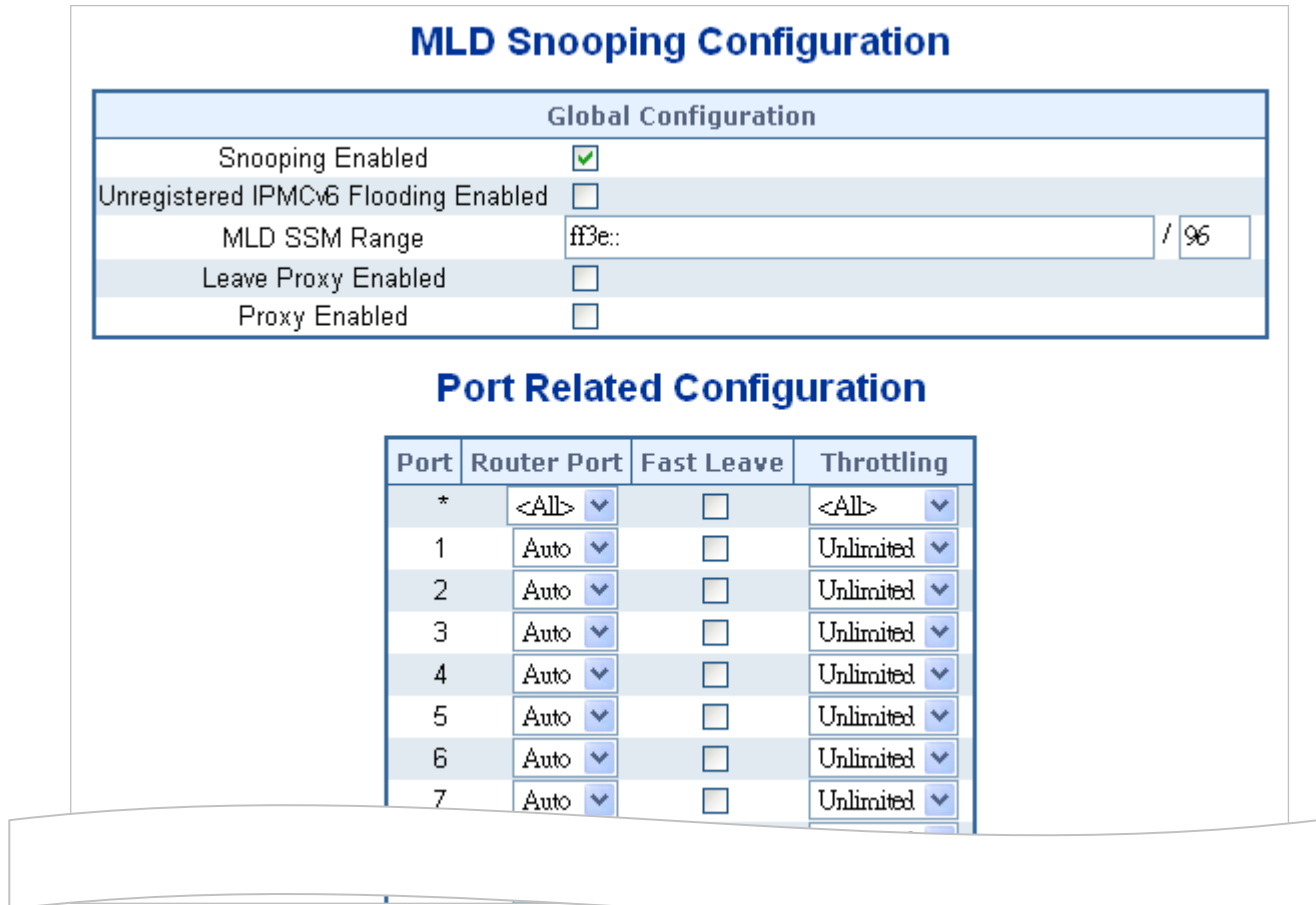 MLD Snooping Configuration
Global Configuration
Snooping Enabled
Unregistered IPMCv6 Flooding Enabled
MLD SSM Range ff3e:: / 96
Leave Proxy Enabled
Proxy Enabled
Port Related Configuration
Port Router Port Fast Leave Throttling
* <All> <All>
1 Auto Unlimited
2 Auto Unlimited
3 Auto Unlimited
4 Auto Unlimited
5 Auto Unlimited
6 Auto Unlimited
7 Auto Unlimited